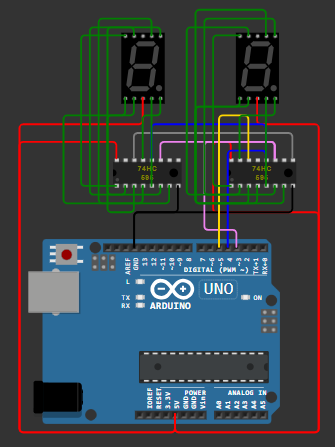 74HC
595
74HC
595
AREF
GND
13
12
~11
~10
~9
8
7
~6
~5
4
~3
2
TX→1
RX←0
DIGITAL (PWM ~)
L
TX
RX
UNO
ARDUINO
ON
IOREF
RESET
3.3V
5V
GND
GND
Vin
POWER
ANALOG IN
A0
A1
A2
A3
A4
A5